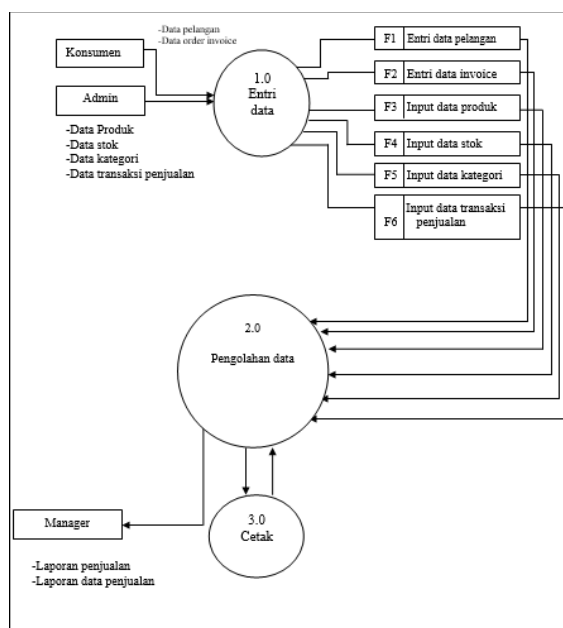 -Data pelangan
-Data order invoice
Konsumen
Admin
-Data Produk
-Data stok
-Data kategori
-Data transaksi penjualan
1.0
Entri
data
F1 Entri data pelangan
F2 Entri data invoice
F3 Input data produk
F4 Input data stok
F5 Input data kategori
F6 Input data transaksi
penjualan
2.0
Pengolahan data
3.0
Cetak
Manager
-Laporan penjualan
-Laporan data penjualan